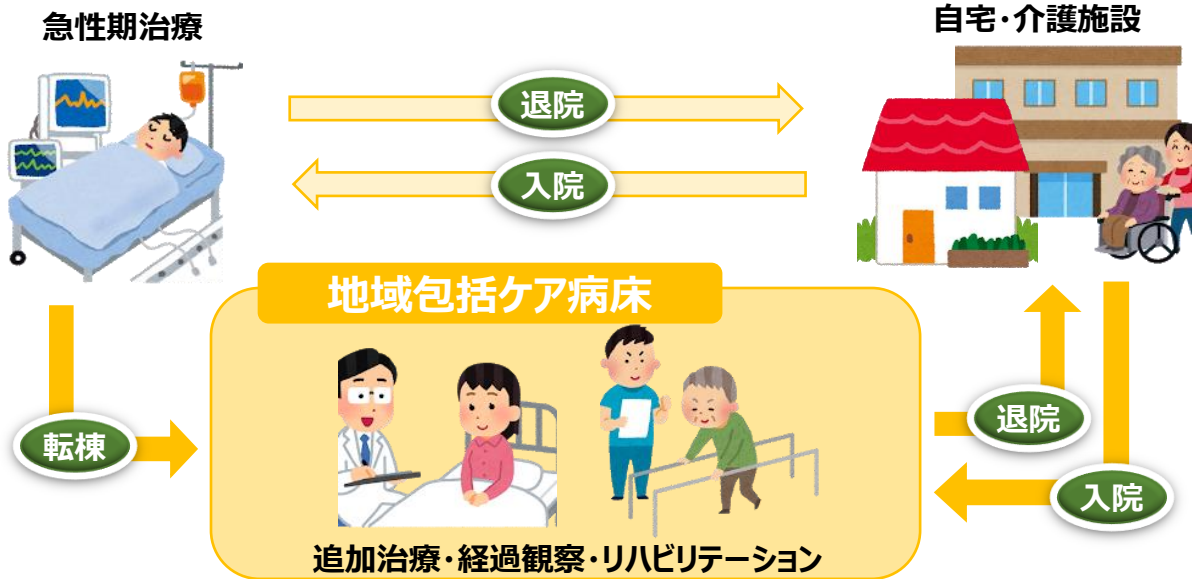 急性期治療
自宅・介護施設
退院
入院
地域包括ケア病床
転棟
退院
入院
追加治療・経過観察・リハビリテーション